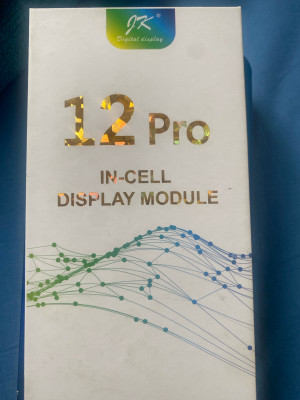 JK®
Digital display
12 Pro
IN-CELL
DISPLAY MODULE